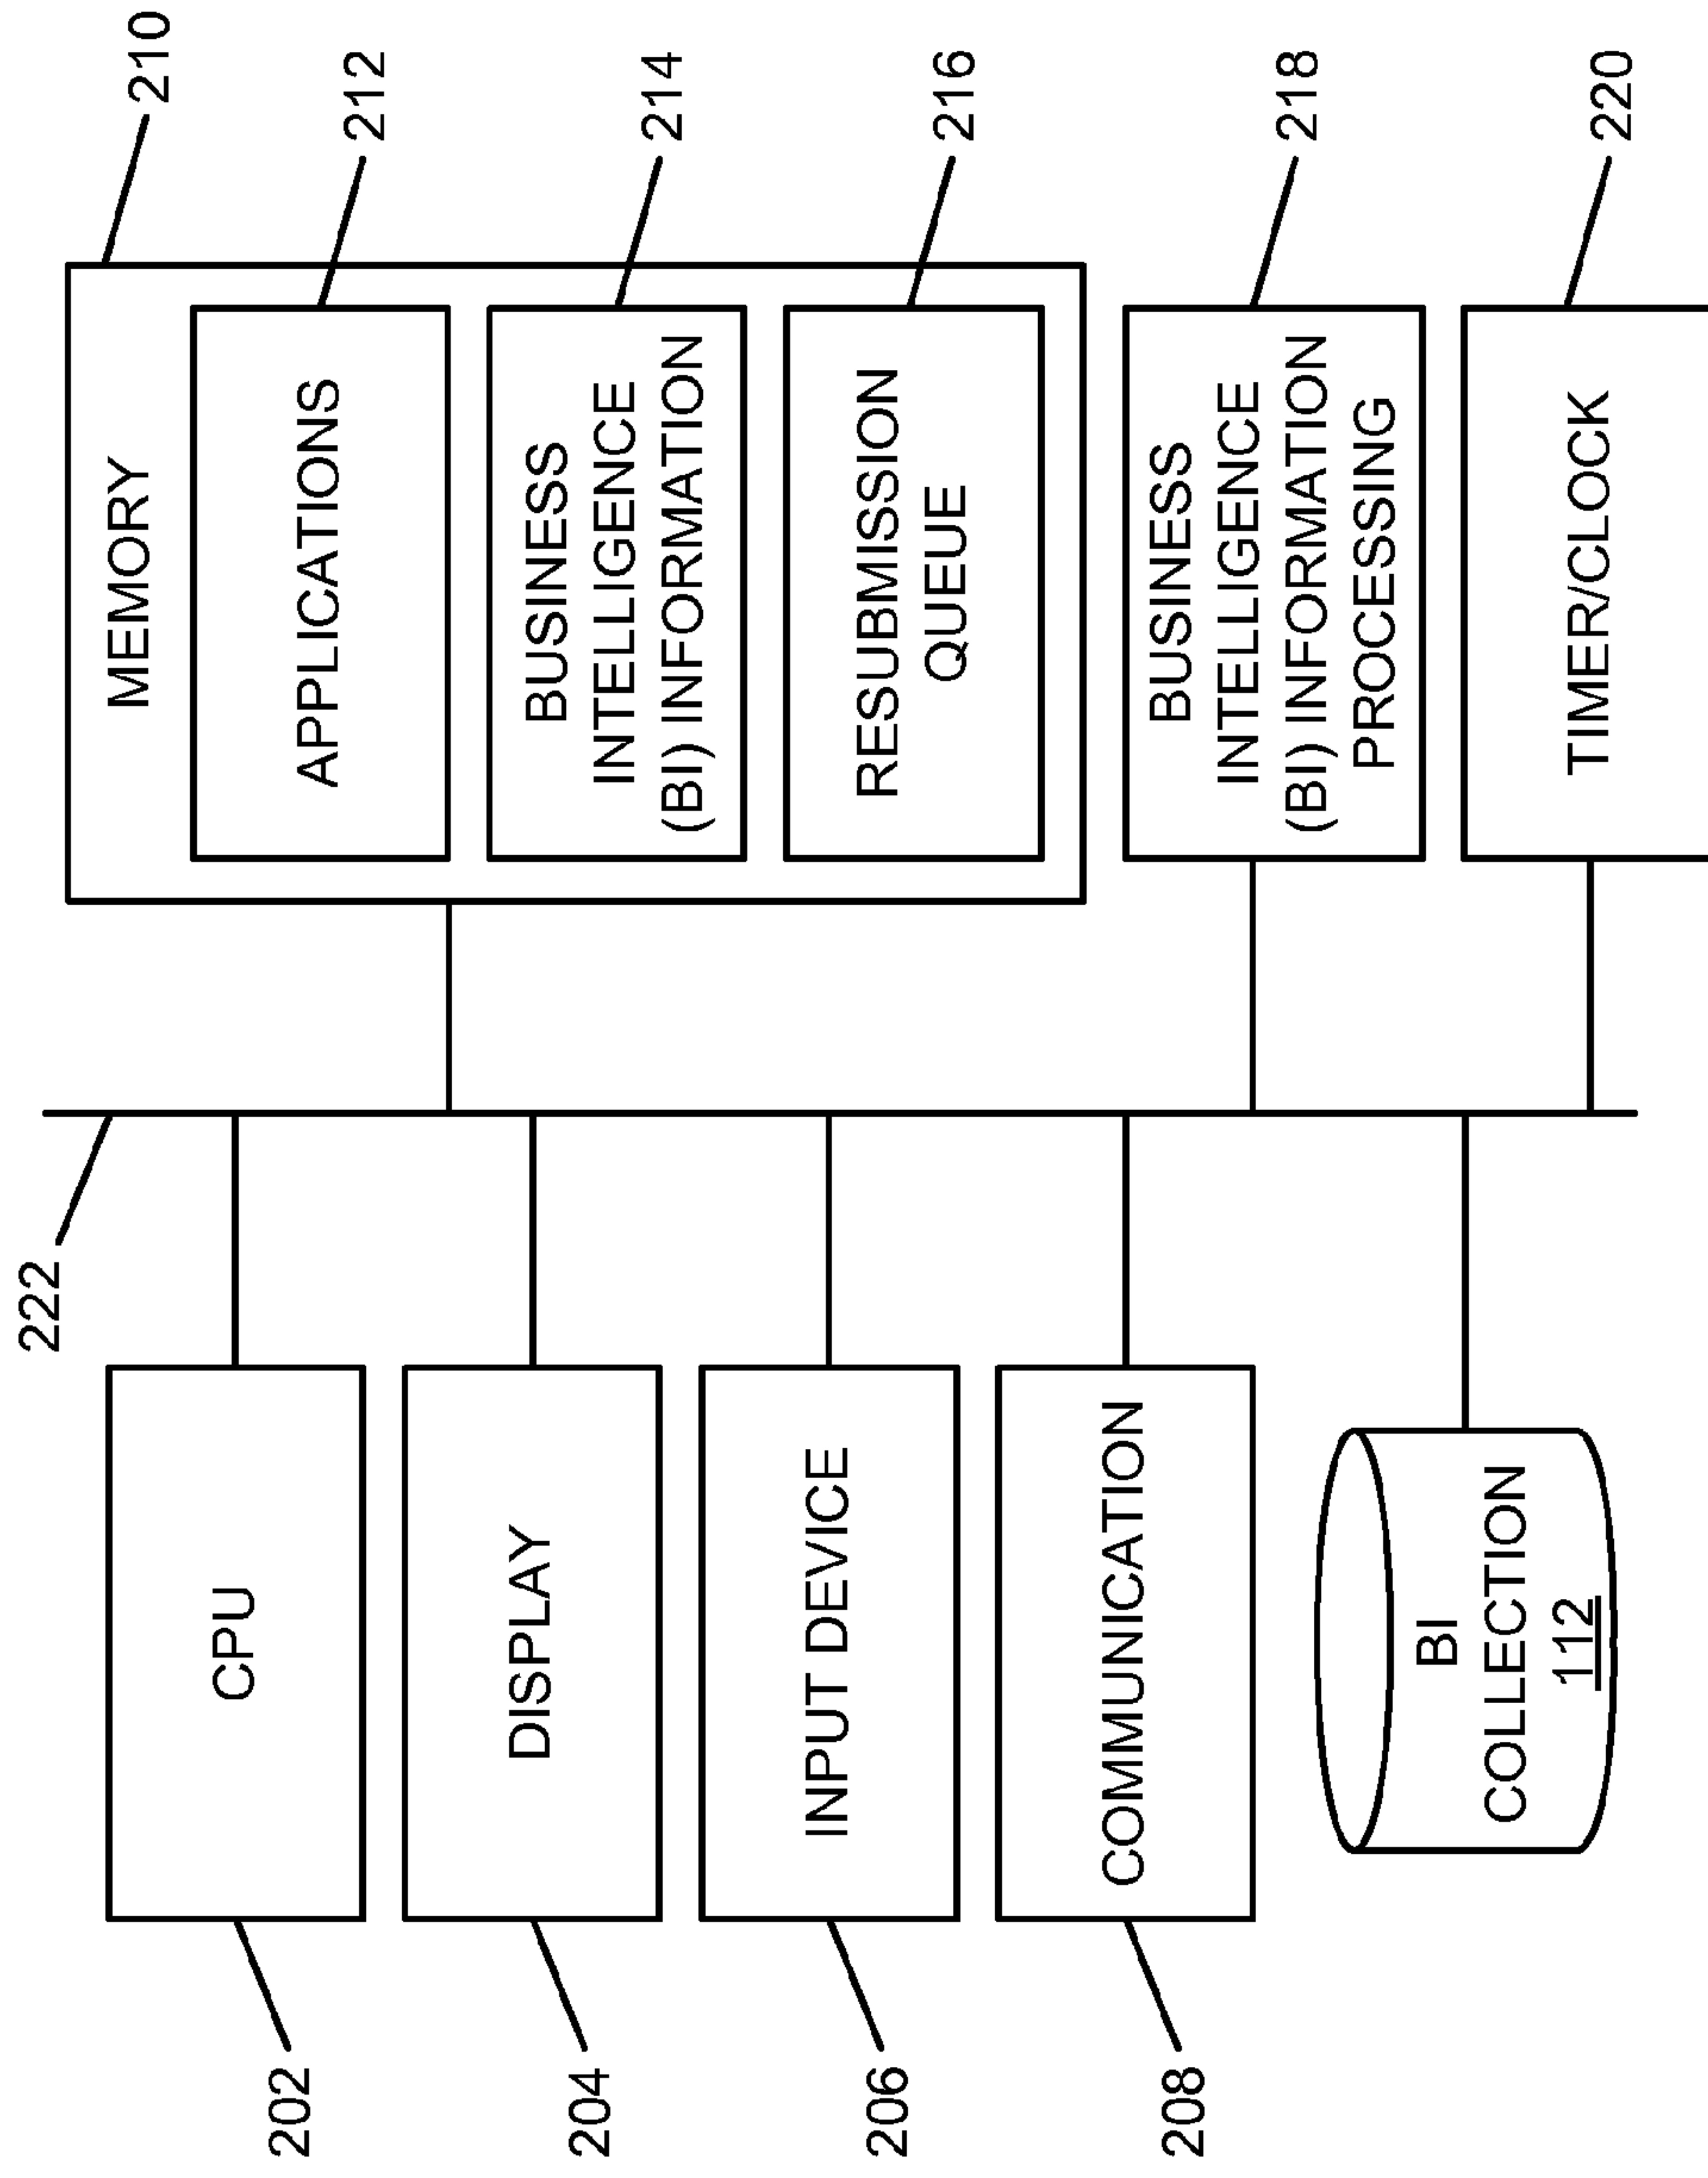 222
202
CPU
204
DISPLAY
206
INPUT DEVICE
208
COMMUNICATION
BI
COLLECTION
112
210
MEMORY
212
APPLICATIONS
214
BUSINESS
INTELLIGENCE
(BI) INFORMATION
216
RESUBMISSION
QUEUE
218
BUSINESS
INTELLIGENCE
(BI) INFORMATION
PROCESSING
220
TIMER/CLOCK